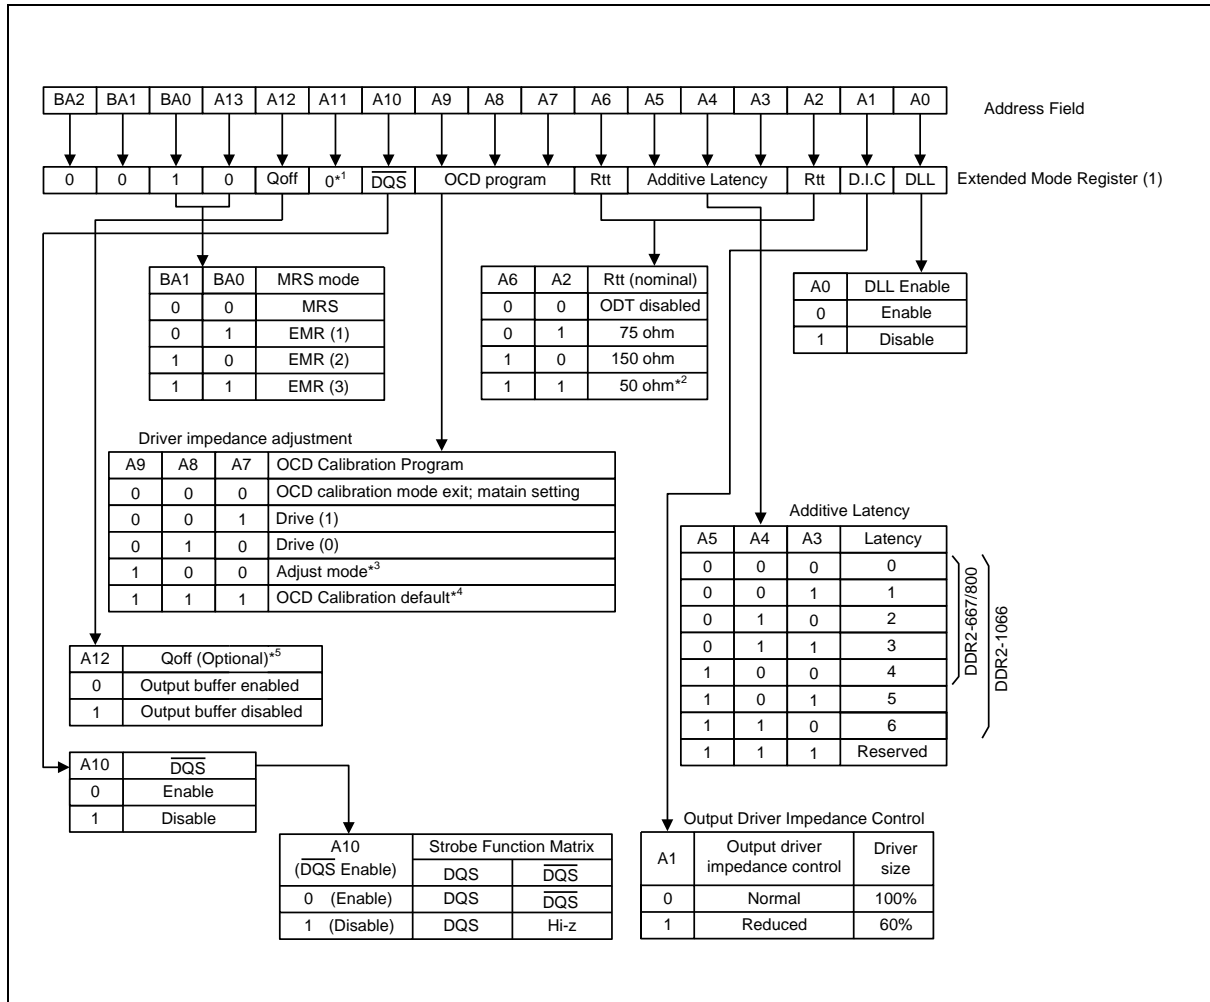 BA2 BA1 BA0 A13 A12 A11 A10 A9 A8 A7 A6 A5 A4 A3 A2 A1 A0
Address Field
0 0 1 0 Qoff 0*1 DQS OCD program Rtt Additive Latency Rtt D.I.C DLL
Extended Mode Register (1)
BA1 BA0 MRS mode
0 0 MRS
0 1 EMR (1)
1 0 EMR (2)
1 1 EMR (3)
A6 A2 Rtt (nominal)
0 0 ODT disabled
0 1 75 ohm
1 0 150 ohm
1 1 50 ohm*2
A0 DLL Enable
0 Enable
1 Disable
Driver impedance adjustment
A9 A8 A7 OCD Calibration Program
0 0 0 OCD calibration mode exit; matain setting
0 0 1 Drive (1)
0 1 0 Drive (0)
1 0 0 Adjust mode*3
1 1 1 OCD Calibration default*4
Additive Latency
A5 A4 A3 Latency
0 0 0 0
0 0 1 1
0 1 0 2
0 1 1 3
1 0 0 4
1 0 1 5
1 1 0 6
1 1 1 Reserved
DDR2-667/800
DDR2-1066
A12 Qoff (Optional)*5
0 Output buffer enabled
1 Output buffer disabled
A10 DQS
0 Enable
1 Disable
A10
(DQS Enable)
Strobe Function Matrix
DQS DQS
0 (Enable) DQS DQS
1 (Disable) DQS Hi-z
Output Driver Impedance Control
A1 Output driver
impedance control
Driver
size
0 Normal 100%
1 Reduced 60%